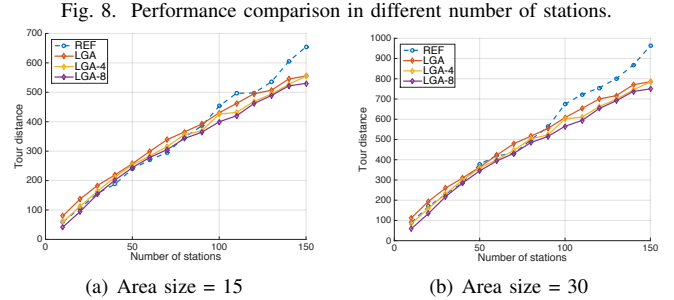 Fig. 8. Performance comparison in different number of stations.
700
600
500
400
300
200
100
0
0
50
100
150
Tour distance
Number of stations
REF
LGA
LGA-4
LGA-8
(a) Area size = 15
1000
900
800
700
600
500
400
300
200
100
0
0
50
100
150
Tour distance
Number of stations
REF
LGA
LGA-4
LGA-8
(b) Area size = 30